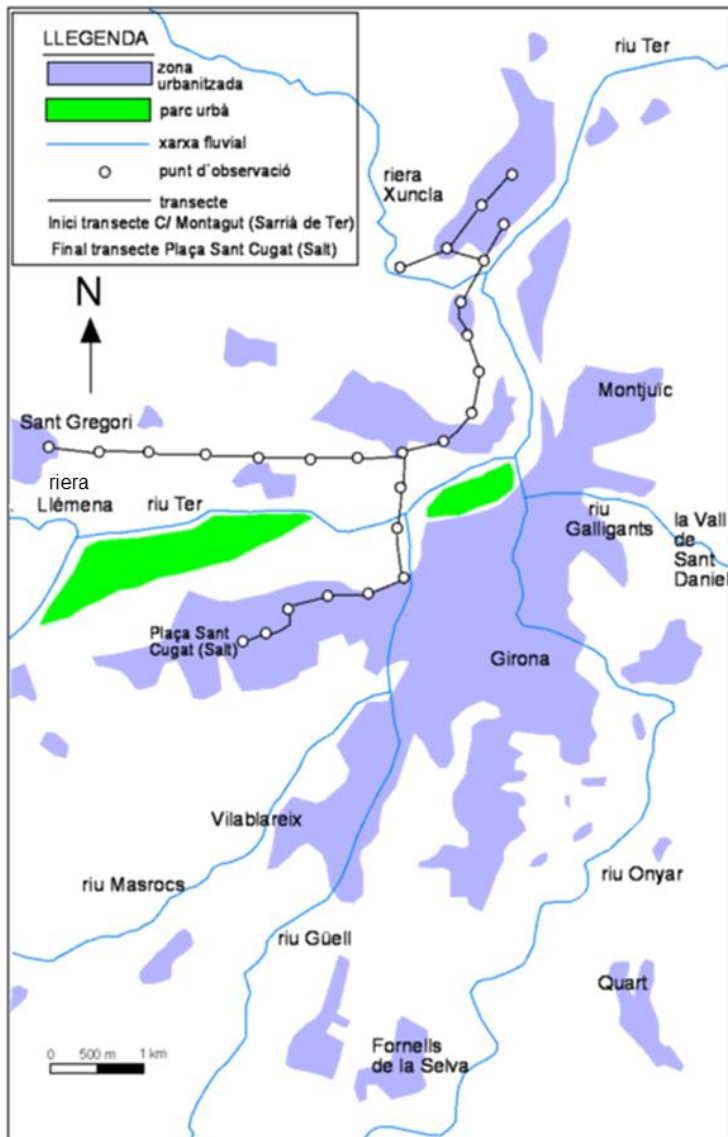 LLEGENDA
zona
urbanitzada
parc urbà
xarxa fluvial
punt d´observació
transecte
Inici transecte C/ Montagut (Sarrià de Ter)
Final transecte Plaça Sant Cugat (Salt)
riu Ter
riera
Xuncla
N
Montjuïc
Sant Gregori
riera
Llémena
riu Ter
riu
Galligants
la Vall
de
Sant
Daniel
Plaça Sant
Cugat (Salt)
Girona
Vilablareix
riu Masrocs
riu Onyar
riu Güell
Quart
Fornells
de la Selva
0 500 m 1 km